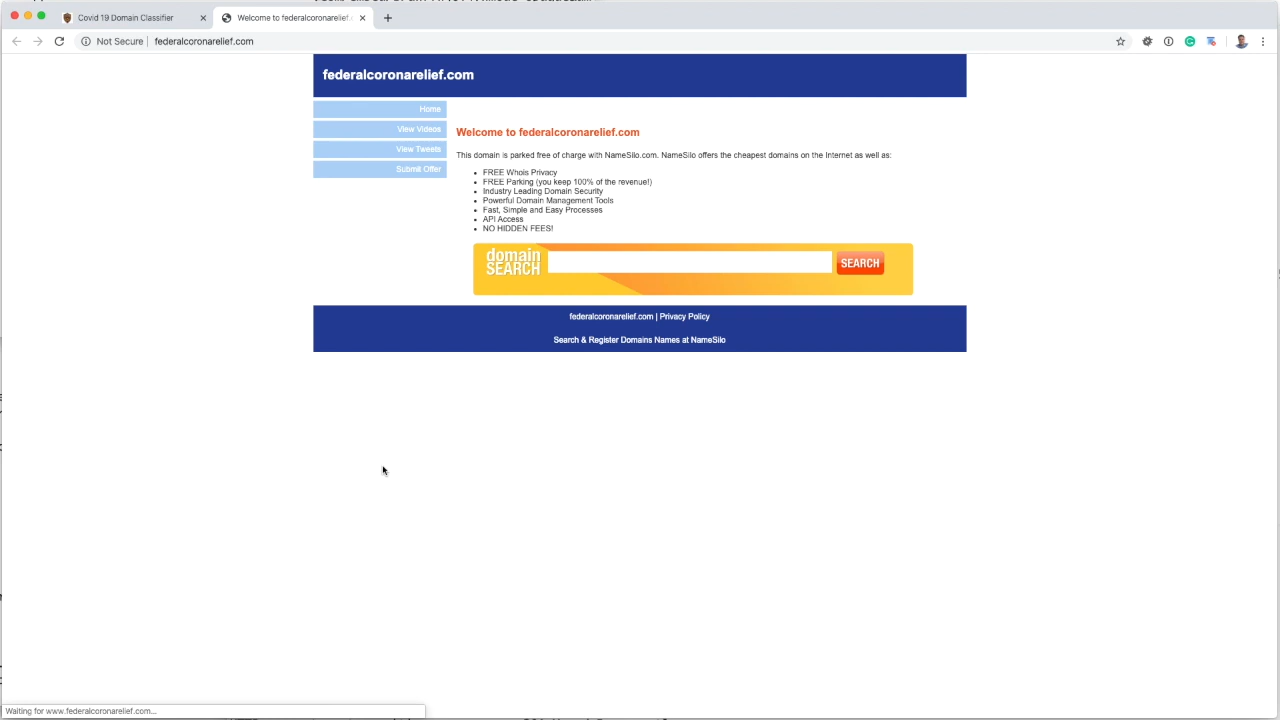 Covid 19 Domain Classifier
Welcome to federalcoronarelief.
Not Secure federalcoronarelief.com
federalcoronarelief.com
Home
View Videos
View Tweets
Submit Offer
Welcome to federalcoronarelief.com
This domain is parked free of charge with NameSilo.com. NameSilo offers the cheapest domains on the Internet as well as:
FREE Whois Privacy
FREE Parking (you keep 100% of the revenue!)
Industry Leading Domain Security
Powerful Domain Management Tools
Fast, Simple and Easy Processes
API Access
NO HIDDEN FEES!
domain
SEARCH
SEARCH
federalcoronarelief.com | Privacy Policy
Search & Register Domains Names at NameSilo
Waiting for www.federalcoronarelief.com...